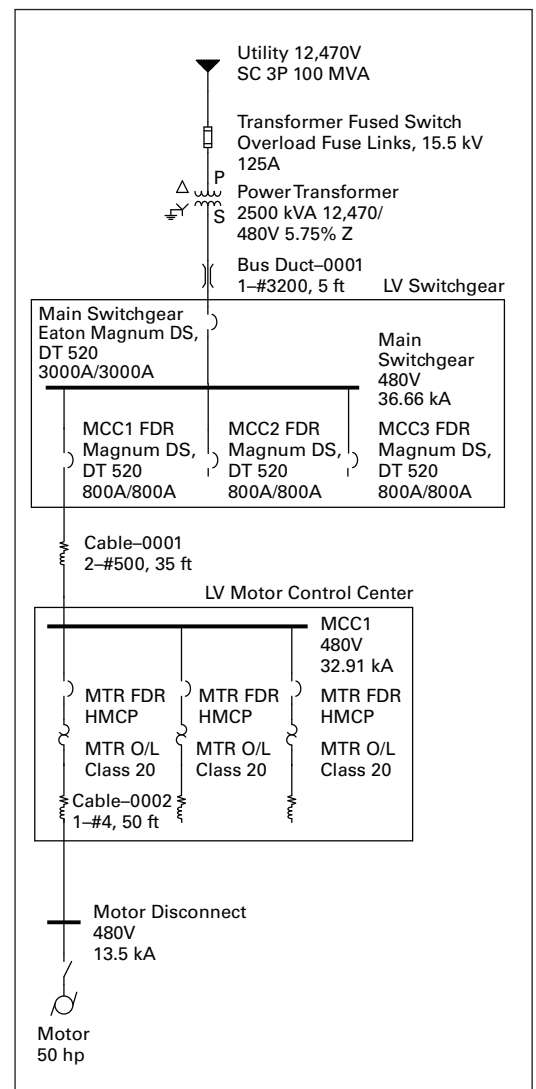 Utility 12,470V
SC 3P 100 MVA
Transformer Fused Switch
Overload Fuse Links, 15.5 kV
125A
P
S
Power Transformer
2500 kVA 12,470/
480V 5.75% Z
Bus Duct–0001
1–#3200, 5 ft
LV Switchgear
Main Switchgear
Eaton Magnum DS,
DT 520
3000A/3000A
Main
Switchgear
480V
36.66 kA
MCC1 FDR
Magnum DS,
DT 520
800A/800A
MCC2 FDR
Magnum DS,
DT 520
800A/800A
MCC3 FDR
Magnum DS,
DT 520
800A/800A
Cable–0001
2–#500, 35 ft
LV Motor Control Center
MCC1
480V
32.91 kA
MTR FDR
HMCP
MTR O/L
Class 20
MTR FDR
HMCP
MTR O/L
Class 20
MTR FDR
HMCP
MTR O/L
Class 20
Cable–0002
1–#4, 50 ft
Motor Disconnect
480V
13.5 kA
Motor
50 hp